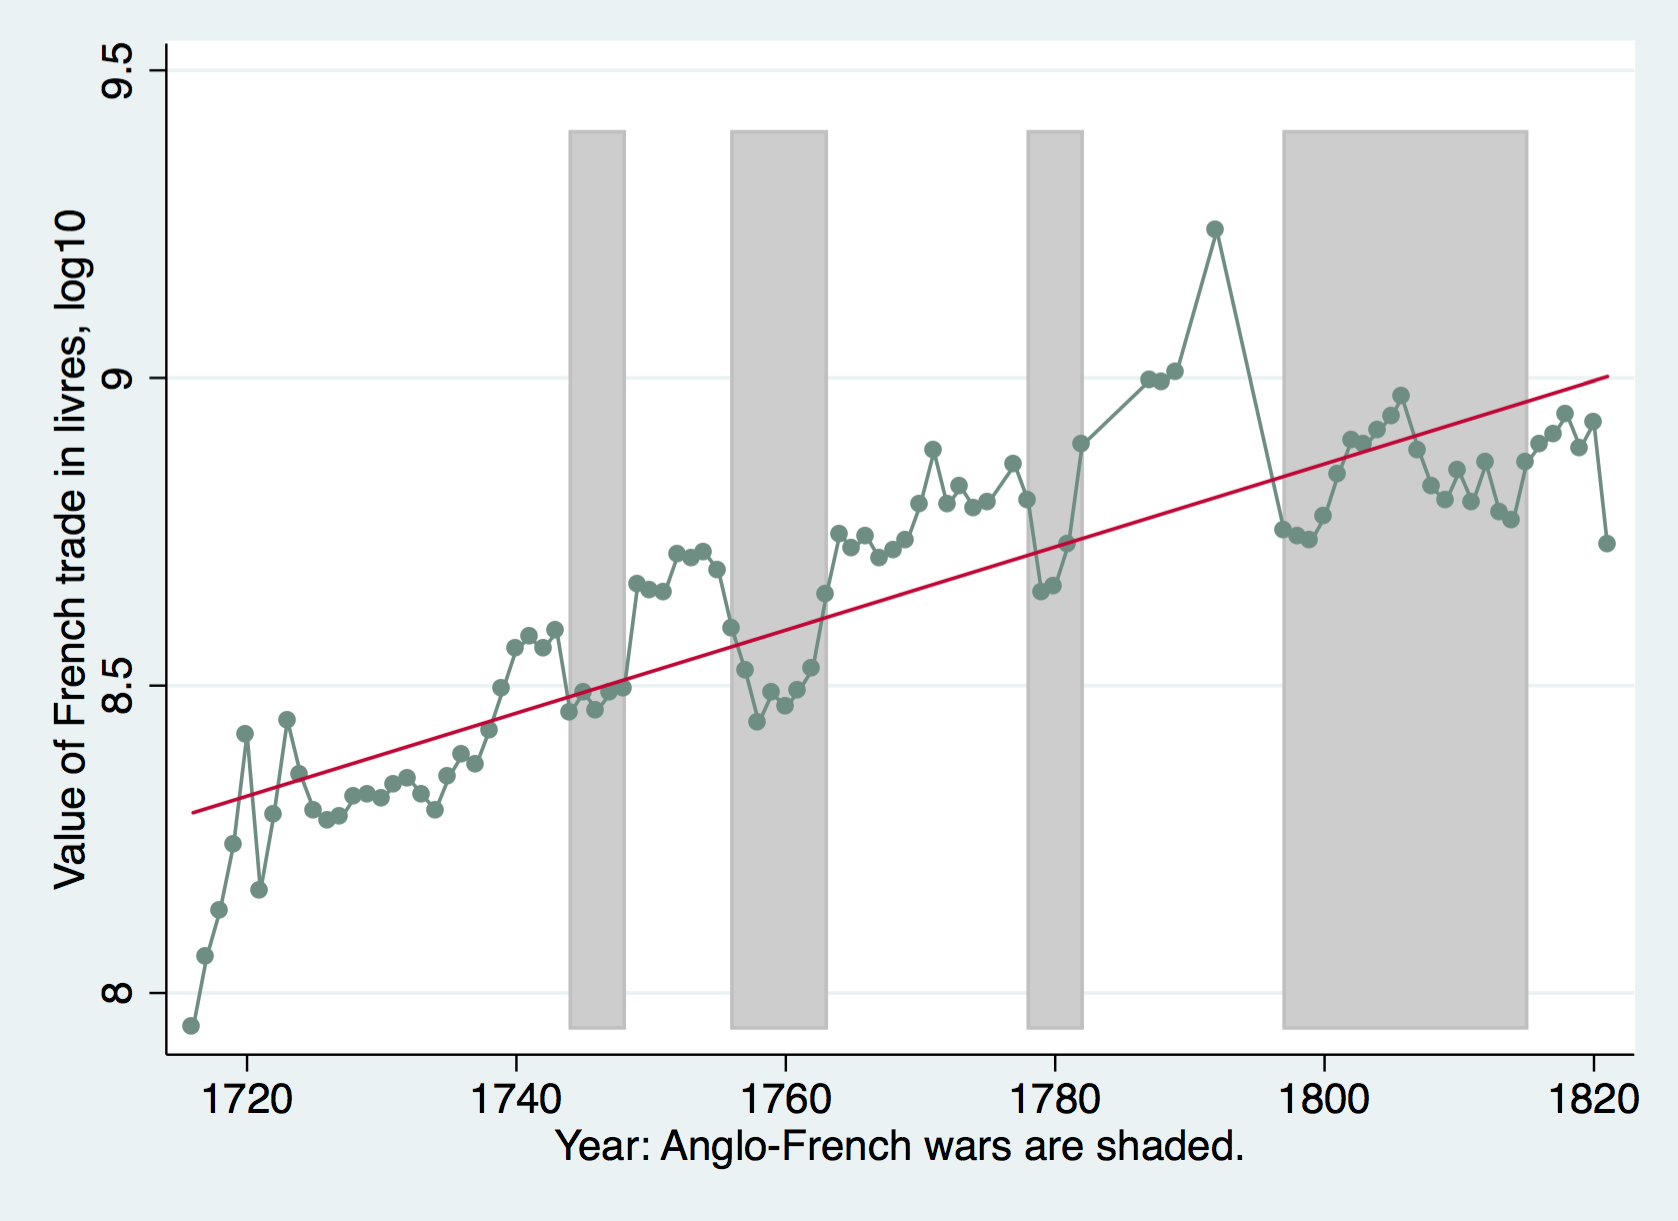 Value of French trade in livres, log10
9.5
9
8.5
8
1720 1740 1760 1780 1800 1820
Year: Anglo-French wars are shaded.